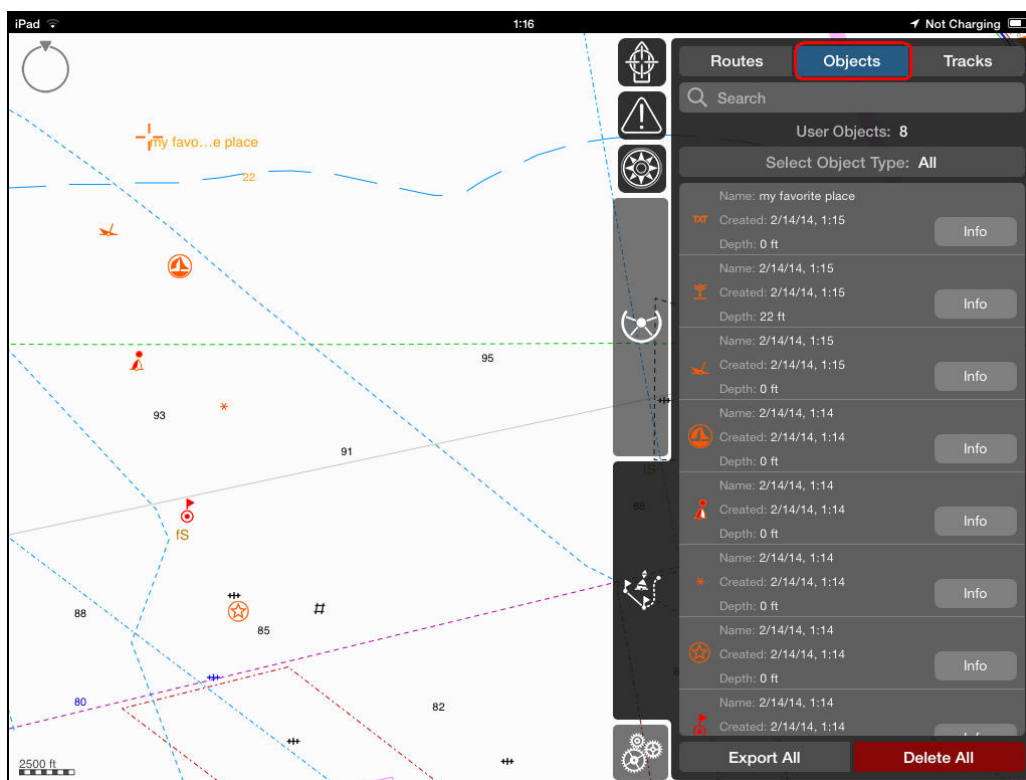 iPad 1:16 Not Charging
Routes Objects Tracks
Search
User Objects: 8
Select Object Type: All
Name: my favorite place
TXT Created: 2/14/14, 1:15 Info
Depth: 0 ft
Name: 2/14/14, 1:15
Created: 2/14/14, 1:15 Info
Depth: 22 ft
Name: 2/14/14, 1:15
Created: 2/14/14, 1:15 Info
Depth: 0 ft
Name: 2/14/14, 1:14
Created: 2/14/14, 1:14 Info
Depth: 0 ft
Name: 2/14/14, 1:14
Created: 2/14/14, 1:14 Info
Depth: 0 ft
Name: 2/14/14, 1:14
Created: 2/14/14, 1:14 Info
Depth: 0 ft
Name: 2/14/14, 1:14
Created: 2/14/14, 1:14 Info
Depth: 0 ft
Name: 2/14/14, 1:14
Created: 2/14/14, 1:14
Export All Delete All
my favo...e place
22
95
93
91
fS
fS
88
88
#
85
80
82
2500 ft